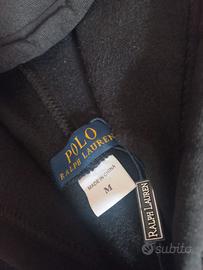 POLO
RALPH LAUREN
MADE IN CHINA
M
RALPH LAUREN
subito